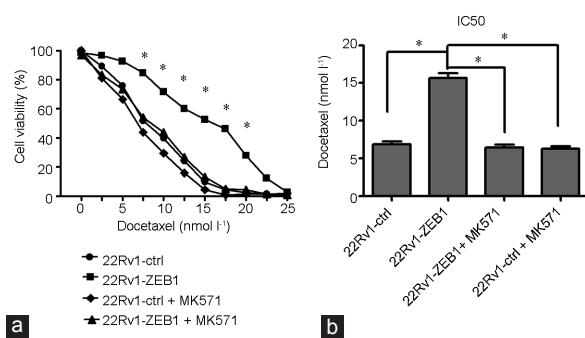 100
80
60
40
20
0
Cell viability (%)
* * * * * *
0 5 10 15 20 25
Docetaxel (nmol l-1)
22Rv1-ctrl
22Rv1-ZEB1
22Rv1-ctrl + MK571
22Rv1-ZEB1 + MK571
a
IC50
20
15
10
5
0
Docetaxel (nmol l-1)
* * *
22Rv1-ctrl
22Rv1-ZEB1
22Rv1-ZEB1+ MK571
22Rv1-ctrl + MK571
b